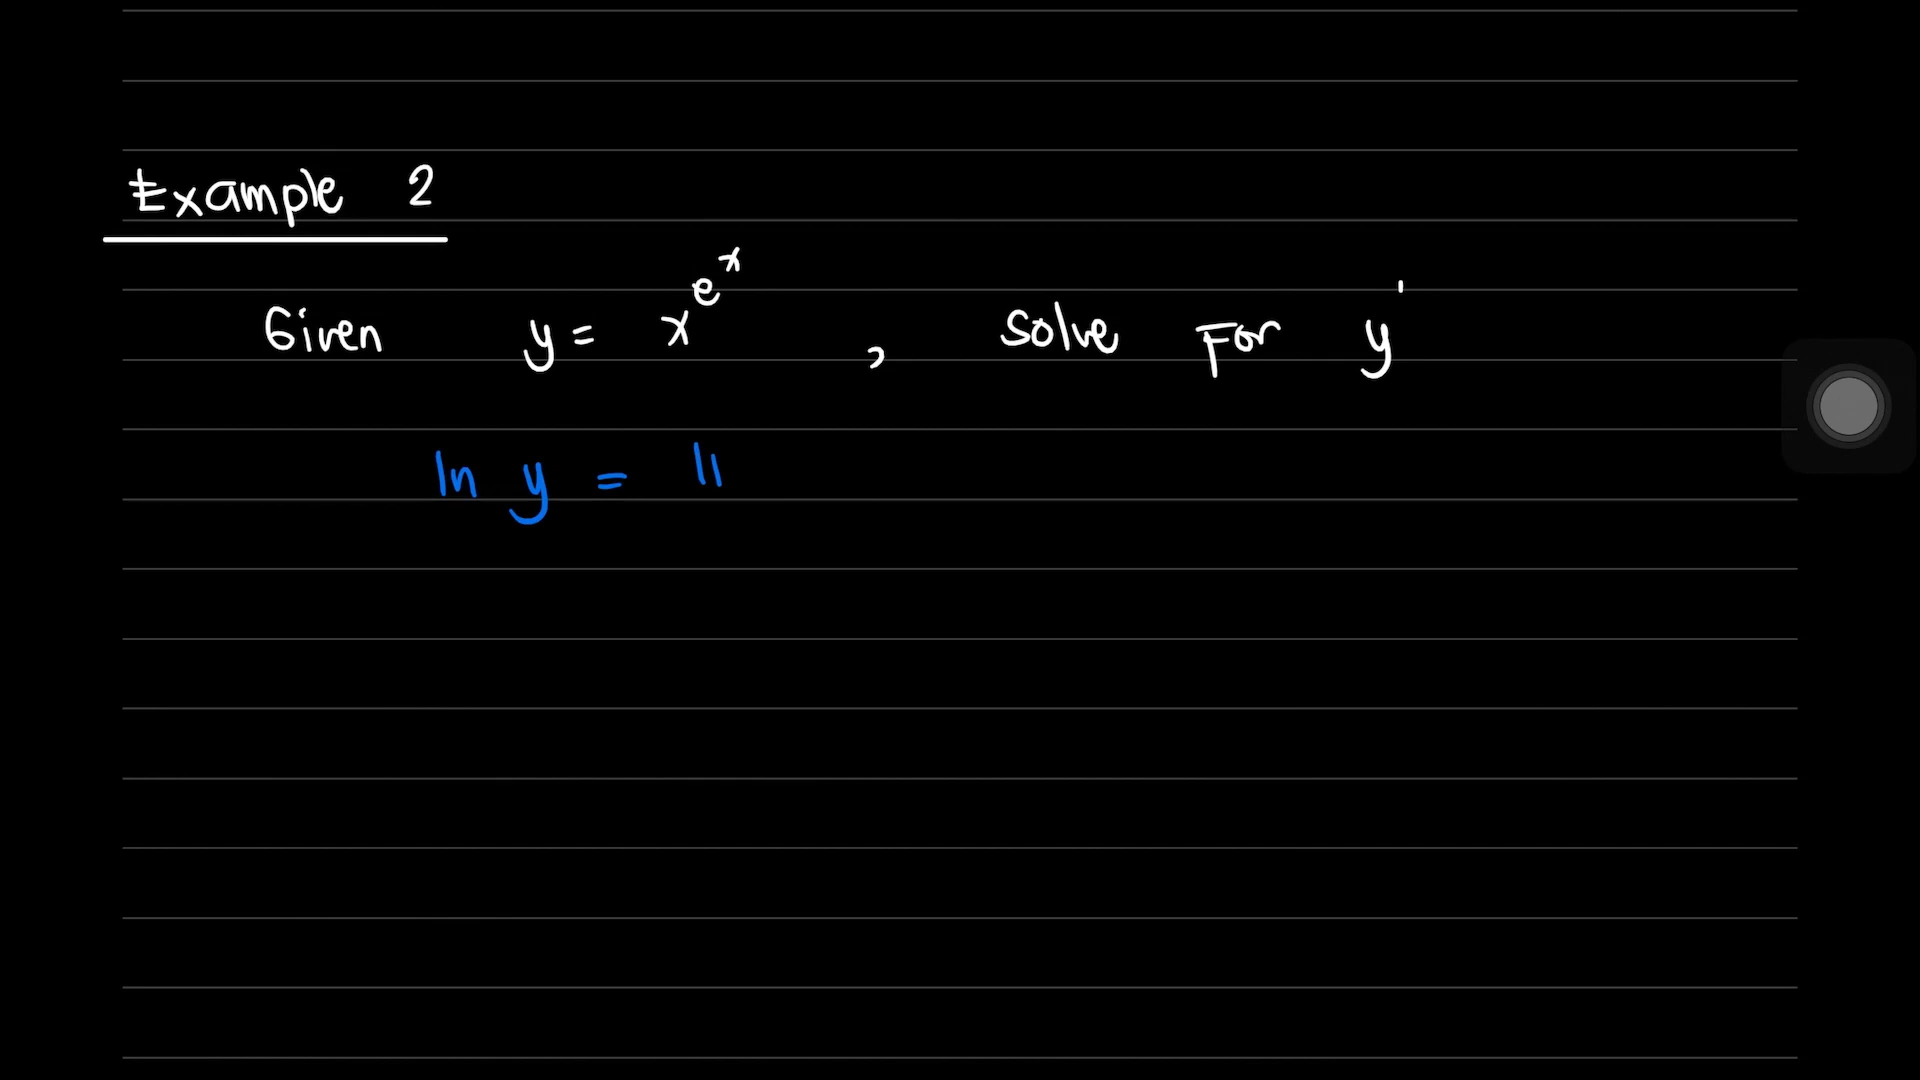 Example 2
Given y = x^{e^x} , Solve For y'
ln y =